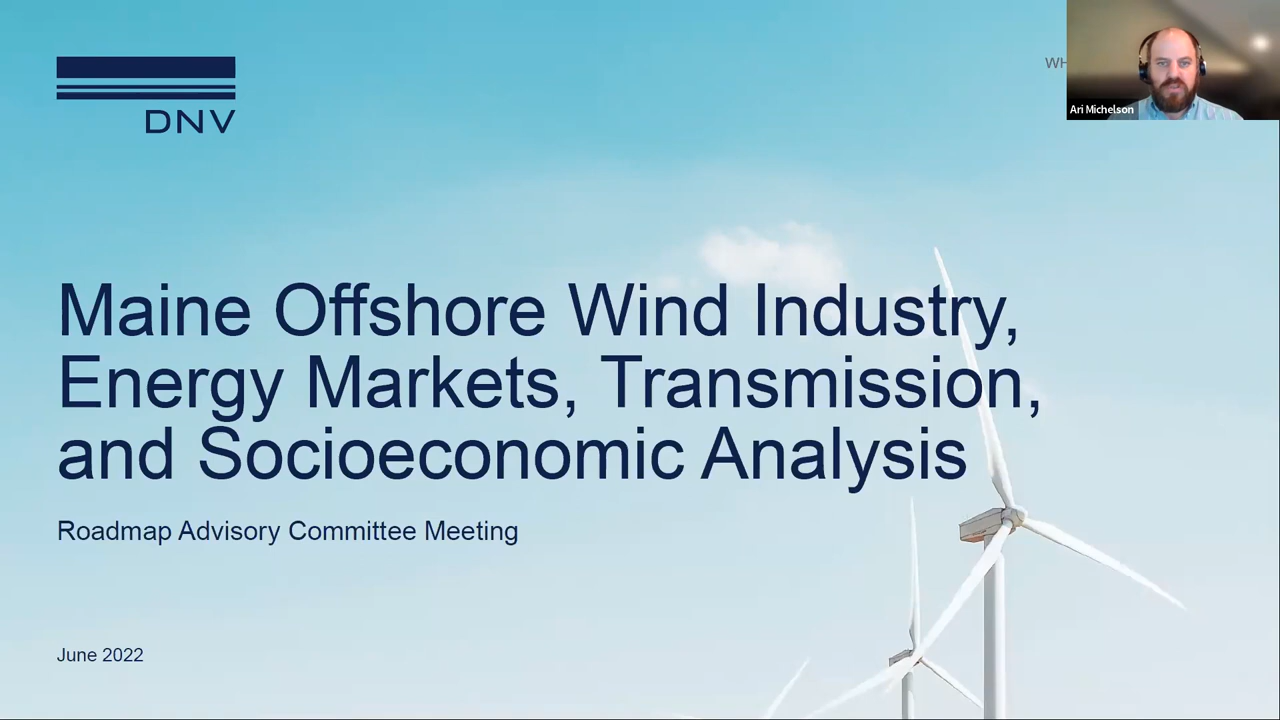 DNV
WH
Ari Michelson
Maine Offshore Wind Industry,
Energy Markets, Transmission,
and Socioeconomic Analysis
Roadmap Advisory Committee Meeting
June 2022